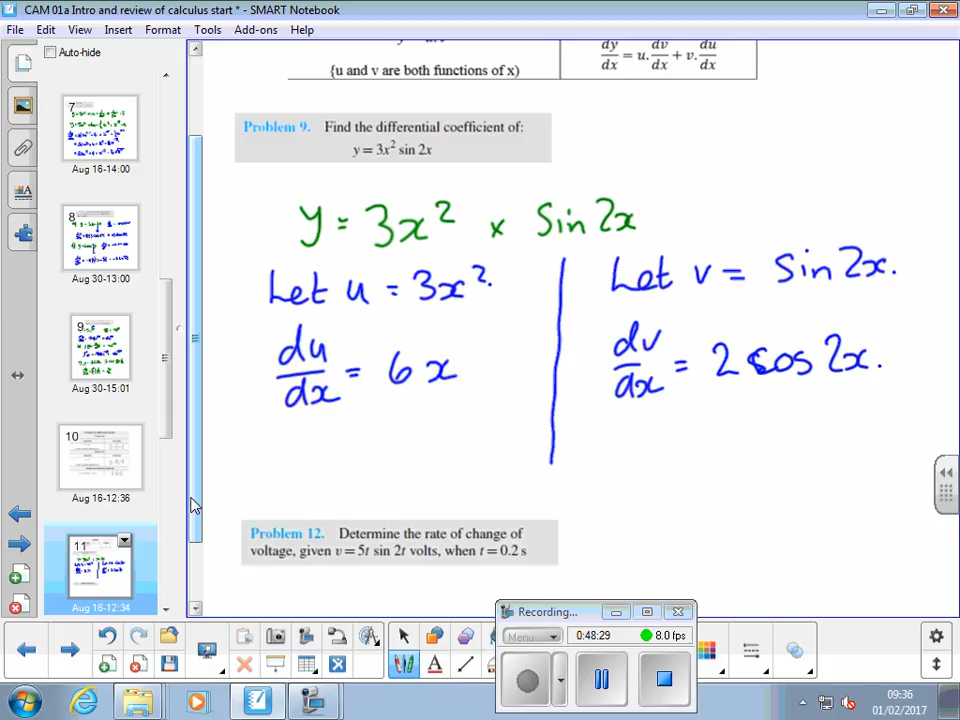 CAM 01a Intro and review of calculus start * - SMART Notebook
File Edit View Insert Format Tools Add-ons Help
Auto-hide
7
Aug 16-14:00
8
Aug 30-13:00
9
Aug 30-15:01
10
Aug 16-12:36
11
Aug 16-12:34
{u and v are both functions of x)
dy/dx = u.dv/dx + v.du/dx
Problem 9. Find the differential coefficient of:
y = 3x² sin 2x
y = 3x² × Sin 2x
Let u = 3x².
du/dx = 6x
Let v = Sin 2x.
dv/dx = 2 cos 2x.
Problem 12. Determine the rate of change of
voltage, given v = 5t sin 2t volts, when t = 0.2 s
Recording...
Menu
0:48:29
8.0 fps
A
09:36
01/02/2017